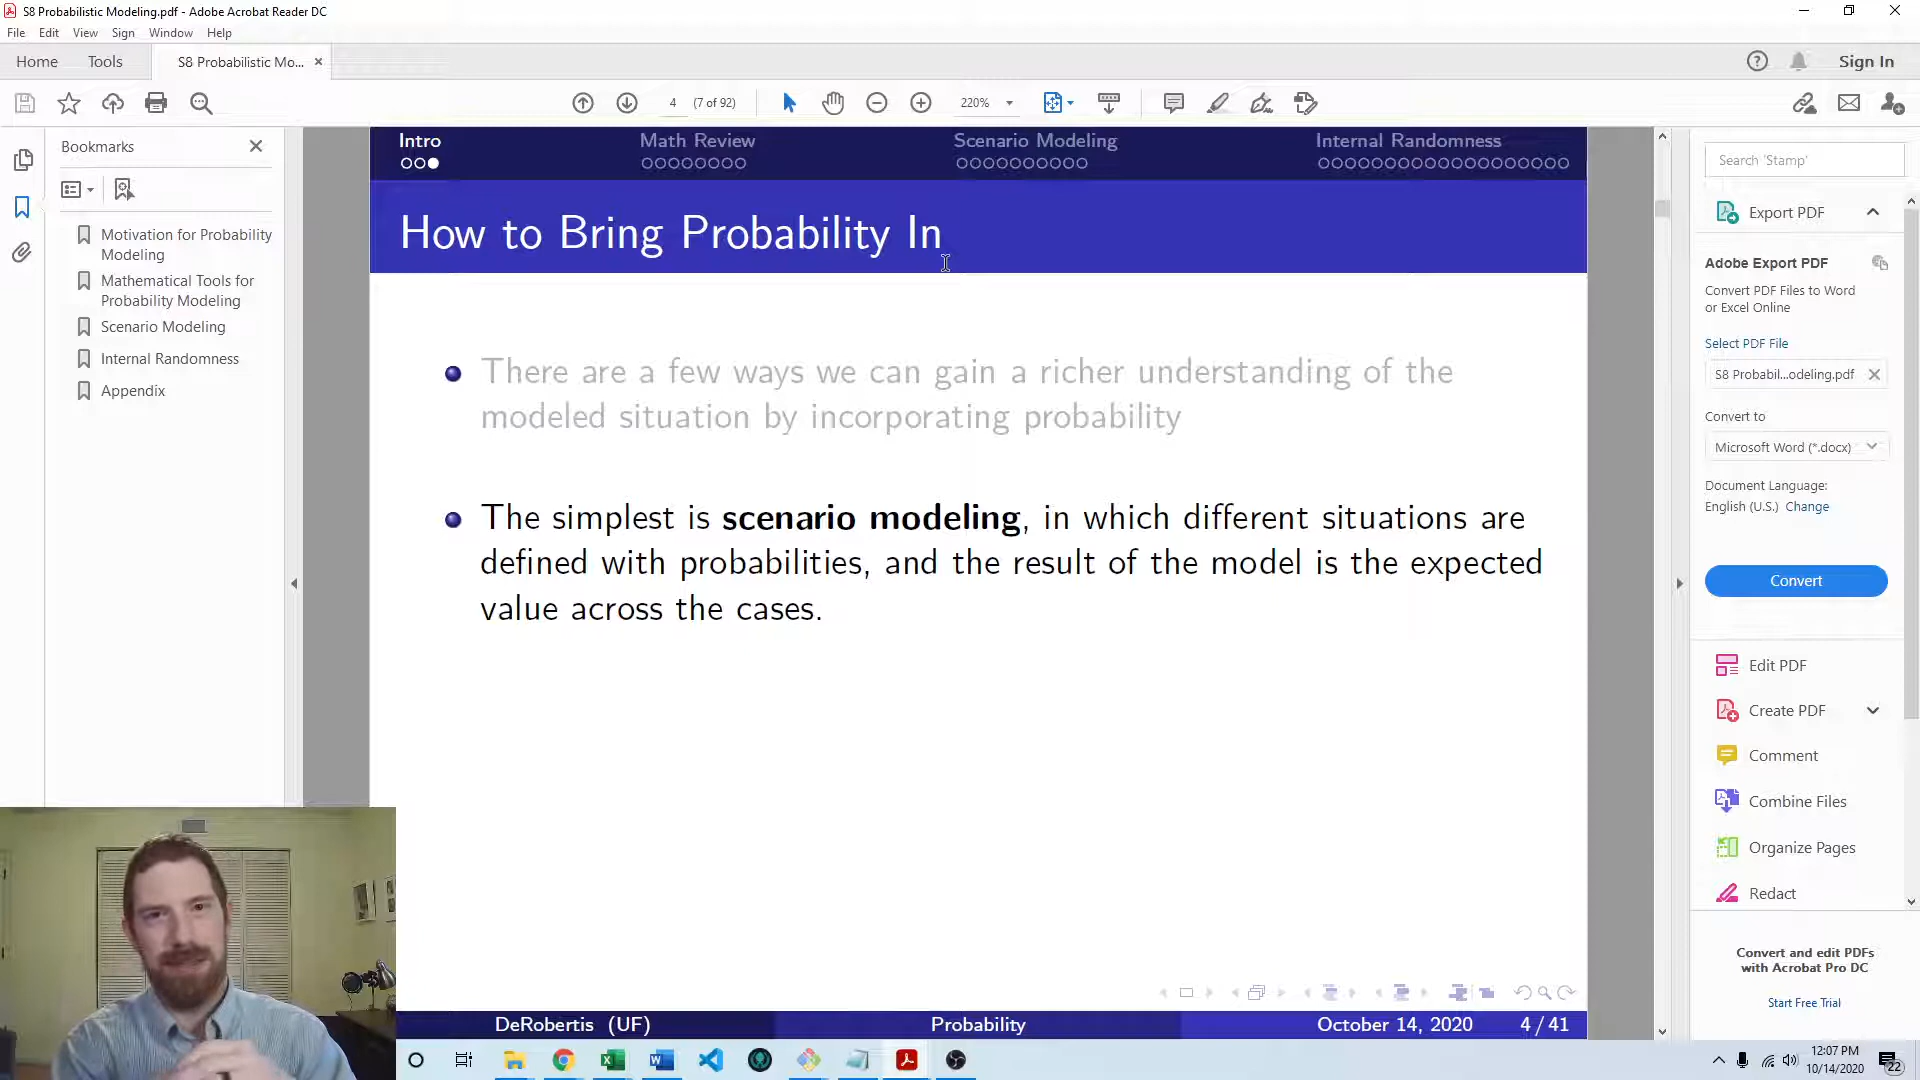 S8 Probabilistic Modeling.pdf - Adobe Acrobat Reader DC
File Edit View Sign Window Help
Home Tools S8 Probabilistic Mo... Sign In
4 (7 of 92) 220%
Bookmarks
Motivation for Probability
Modeling
Mathematical Tools for
Probability Modeling
Scenario Modeling
Internal Randomness
Appendix
Intro Math Review Scenario Modeling Internal Randomness
How to Bring Probability In
There are a few ways we can gain a richer understanding of the
modeled situation by incorporating probability
The simplest is scenario modeling, in which different situations are
defined with probabilities, and the result of the model is the expected
value across the cases.
DeRobertis (UF) Probability October 14, 2020 4 / 41
Search 'Stamp'
Export PDF
Adobe Export PDF
Convert PDF Files to Word
or Excel Online
Select PDF File
S8 Probabil...odeling.pdf
Convert to
Microsoft Word (*.docx)
Document Language:
English (U.S.) Change
Convert
Edit PDF
Create PDF
Comment
Combine Files
Organize Pages
Redact
Convert and edit PDFs
with Acrobat Pro DC
Start Free Trial
12:07 PM
10/14/2020
22